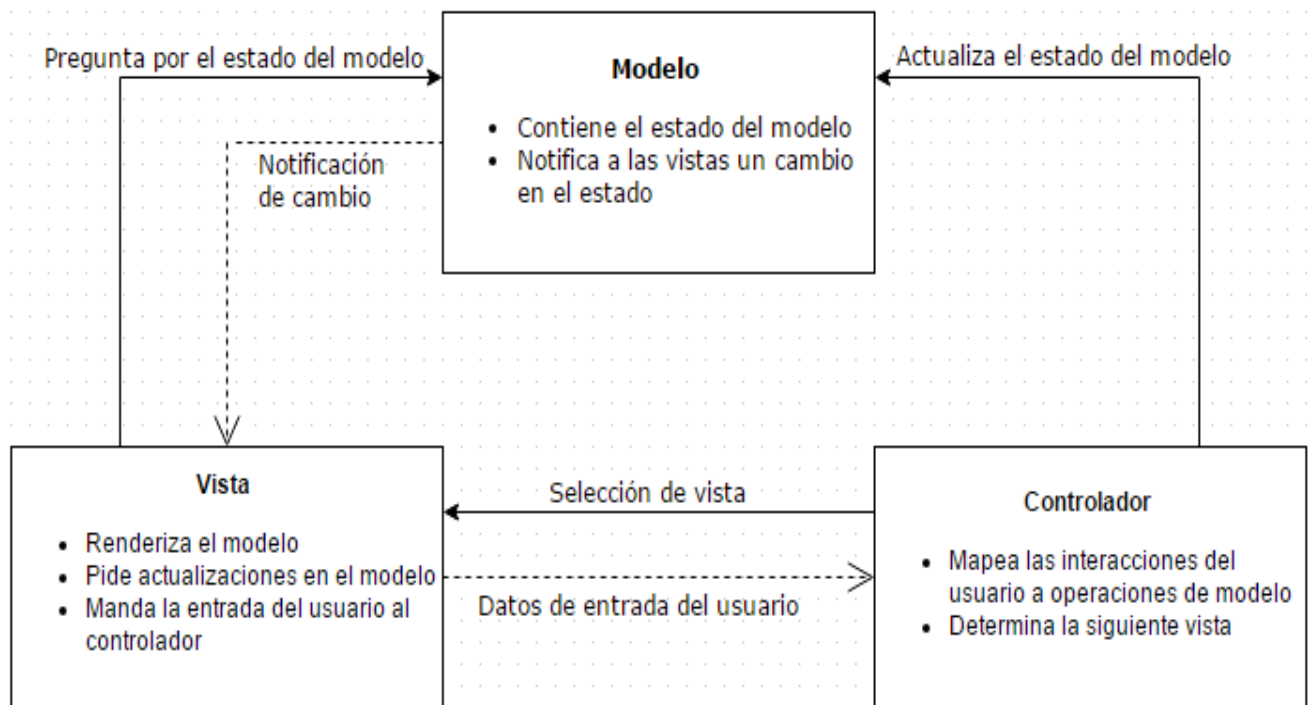 Pregunta por el estado del modelo
Modelo
Actualiza el estado del modelo
• Contiene el estado del modelo
• Notifica a las vistas un cambio
en el estado
Notificación
de cambio
Vista
• Renderiza el modelo
• Pide actualizaciones en el modelo
• Manda la entrada del usuario al
controlador
Selección de vista
Datos de entrada del usuario
Controlador
• Mapea las interacciones del
usuario a operaciones de modelo
• Determina la siguiente vista